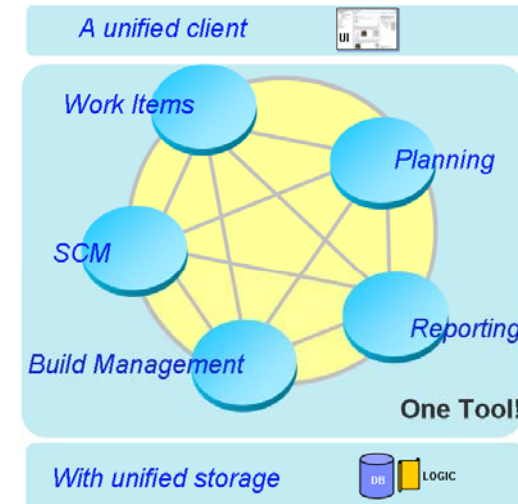 A unified client
UI
Work Items
Planning
SCM
Reporting
Build Management
One Tool!
With unified storage
DB
LOGIC